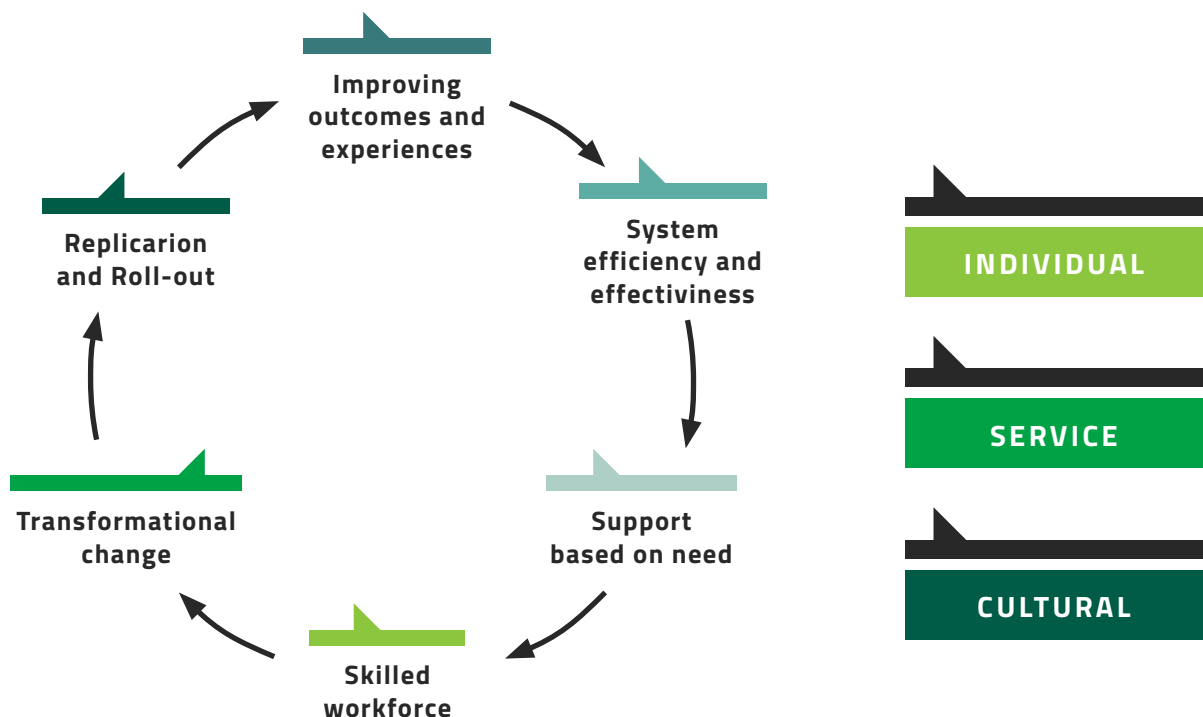 Improving
outcomes and
experiences
System
efficiency and
effectiviness
Support
based on need
Skilled
workforce
Transformational
change
Replicarion
and Roll-out
INDIVIDUAL
SERVICE
CULTURAL